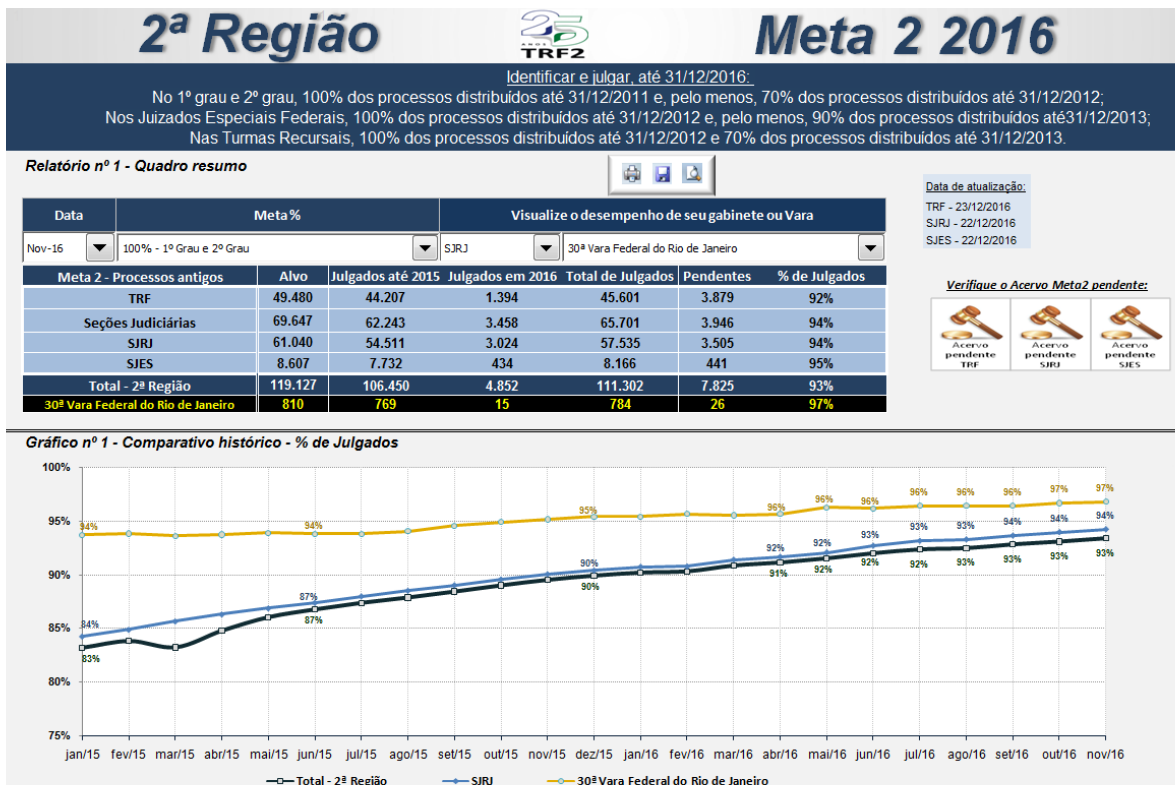 2ª Região
25
ANOS
TRF2
Meta 2 2016
Identificar e julgar, até 31/12/2016:
No 1º grau e 2º grau, 100% dos processos distribuídos até 31/12/2011 e, pelo menos, 70% dos processos distribuídos até 31/12/2012;
Nos Juizados Especiais Federais, 100% dos processos distribuídos até 31/12/2012 e, pelo menos, 90% dos processos distribuídos até31/12/2013;
Nas Turmas Recursais, 100% dos processos distribuídos até 31/12/2012 e 70% dos processos distribuídos até 31/12/2013.
Relatório nº 1 - Quadro resumo
Data de atualização:
TRF - 23/12/2016
SJRJ - 22/12/2016
SJES - 22/12/2016
Data Meta % Visualize o desempenho de seu gabinete ou Vara
Nov-16 100% - 1º Grau e 2º Grau SJRJ 30ª Vara Federal do Rio de Janeiro
Meta 2 - Processos antigos Alvo Julgados até 2015 Julgados em 2016 Total de Julgados Pendentes % de Julgados
TRF 49.480 44.207 1.394 45.601 3.879 92%
Seções Judiciárias 69.647 62.243 3.458 65.701 3.946 94%
SJRJ 61.040 54.511 3.024 57.535 3.505 94%
SJES 8.607 7.732 434 8.166 441 95%
Total - 2ª Região 119.127 106.450 4.852 111.302 7.825 93%
30ª Vara Federal do Rio de Janeiro 810 769 15 784 26 97%
Verifique o Acervo Meta2 pendente:
Acervo pendente TRF
Acervo pendente SJRJ
Acervo pendente SJES
Gráfico nº 1 - Comparativo histórico - % de Julgados
100%
95%
90%
85%
80%
75%
94% 94% 95% 96% 96% 96% 96% 96% 96% 97% 97%
84% 87% 90% 92% 92% 93% 93% 93% 94% 94% 94%
83% 87% 90% 91% 92% 92% 92% 93% 93% 93% 93%
jan/15 fev/15 mar/15 abr/15 mai/15 jun/15 jul/15 ago/15 set/15 out/15 nov/15 dez/15 jan/16 fev/16 mar/16 abr/16 mai/16 jun/16 jul/16 ago/16 set/16 out/16 nov/16
Total - 2ª Região SJRJ 30ª Vara Federal do Rio de Janeiro